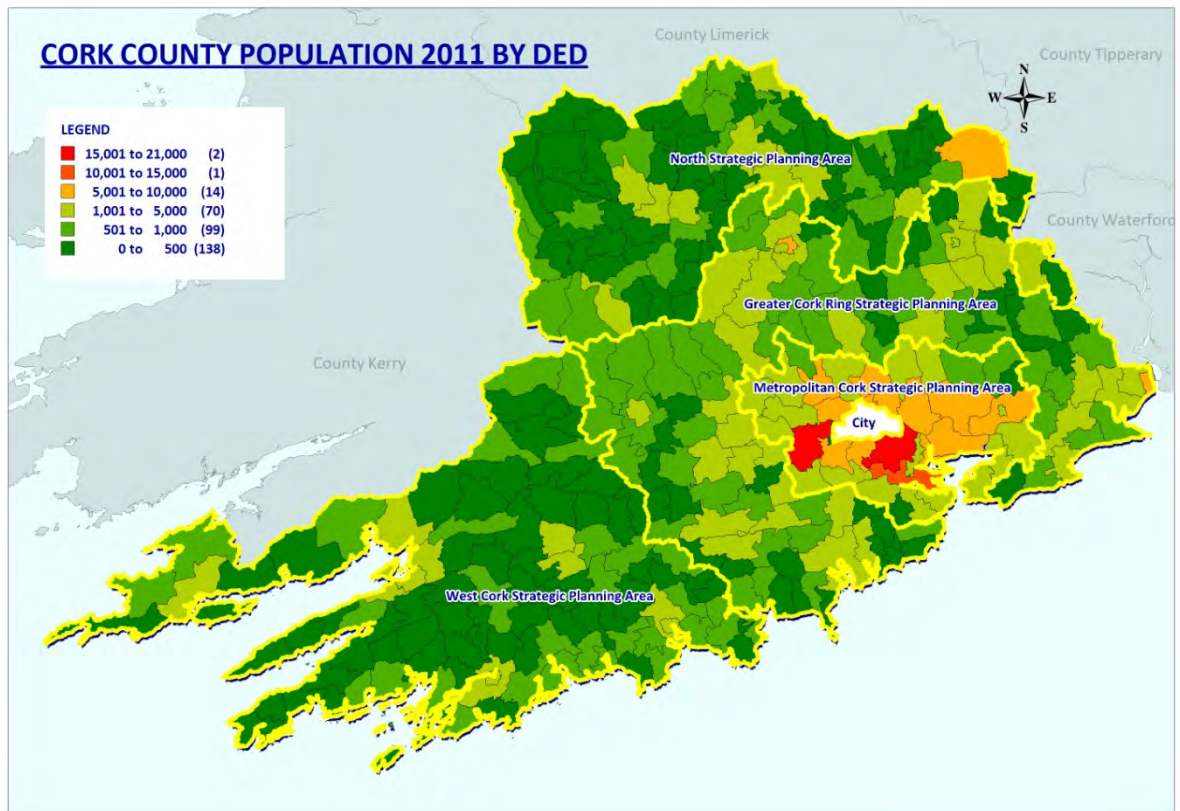 CORK COUNTY POPULATION 2011 BY DED
LEGEND
15,001 to 21,000 (2)
10,001 to 15,000 (1)
5,001 to 10,000 (14)
1,001 to 5,000 (70)
501 to 1,000 (99)
0 to 500 (138)
County Limerick
County Tipperary
N
W E
S
North Strategic Planning Area
County Waterford
Greater Cork Ring Strategic Planning Area
County Kerry
Metropolitan Cork Strategic Planning Area
City
West Cork Strategic Planning Area